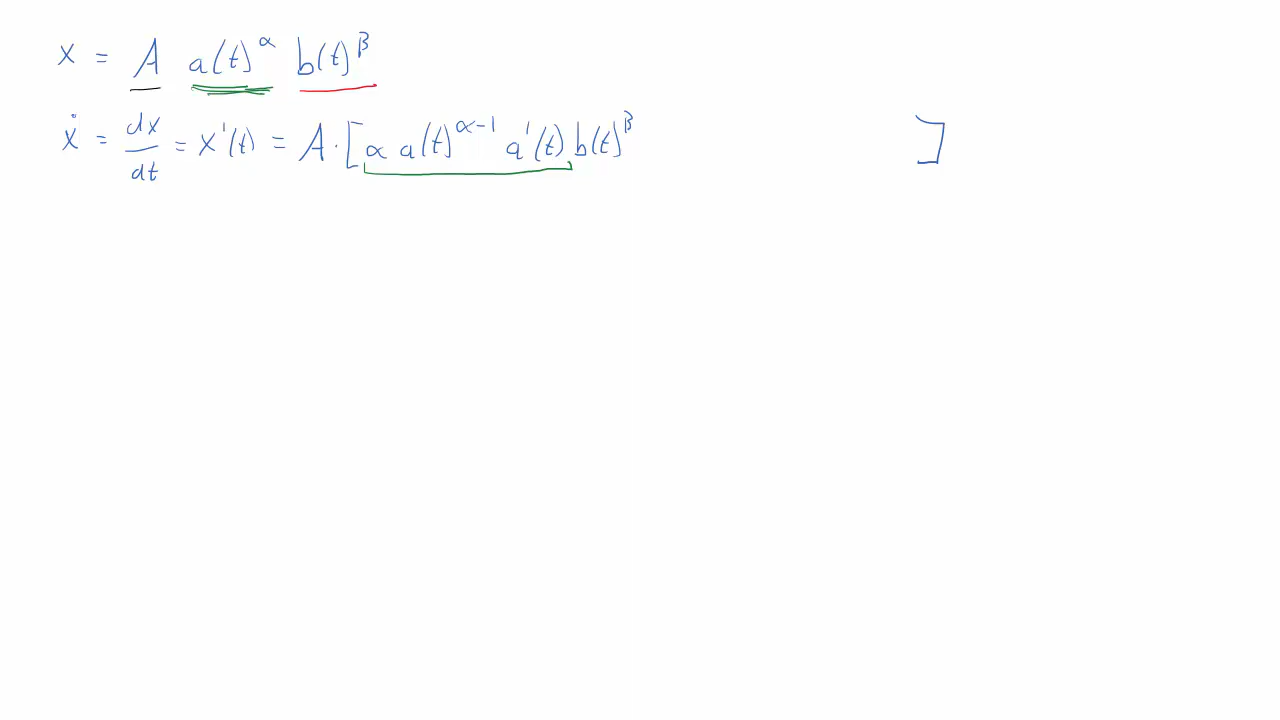 x = A a(t)^α b(t)^β
ẋ = dx/dt = x'(t) = A · [α a(t)^{α-1} a'(t) b(t)^β ]